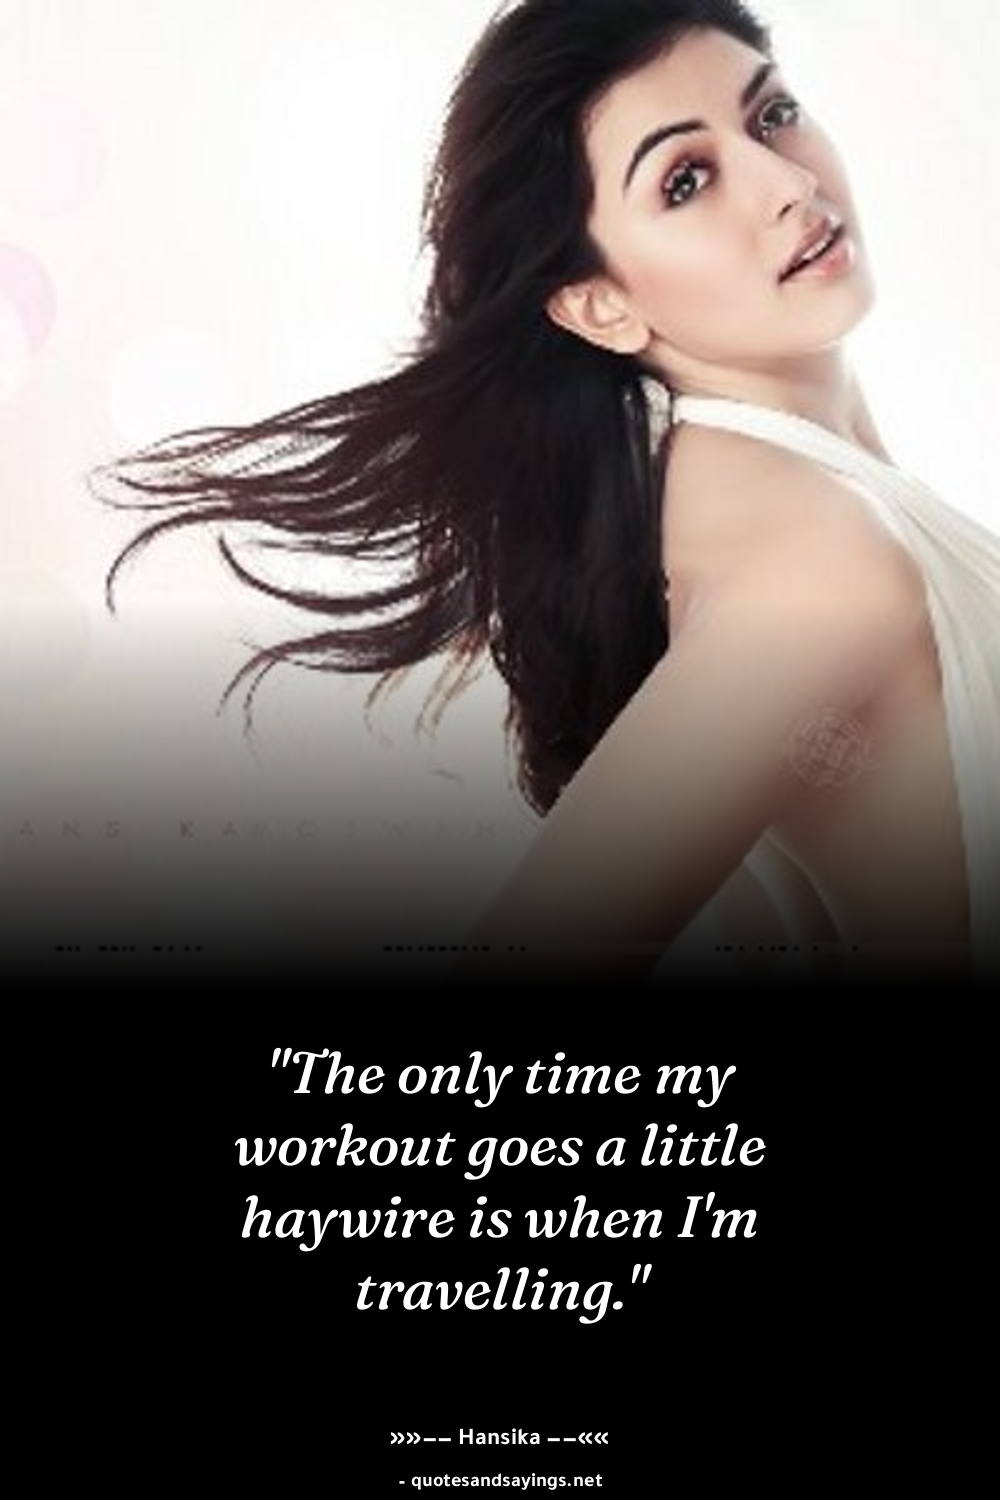 "The only time my
workout goes a little
haywire is when I'm
travelling."
»»–– Hansika ––««
- quotesandsayings.net